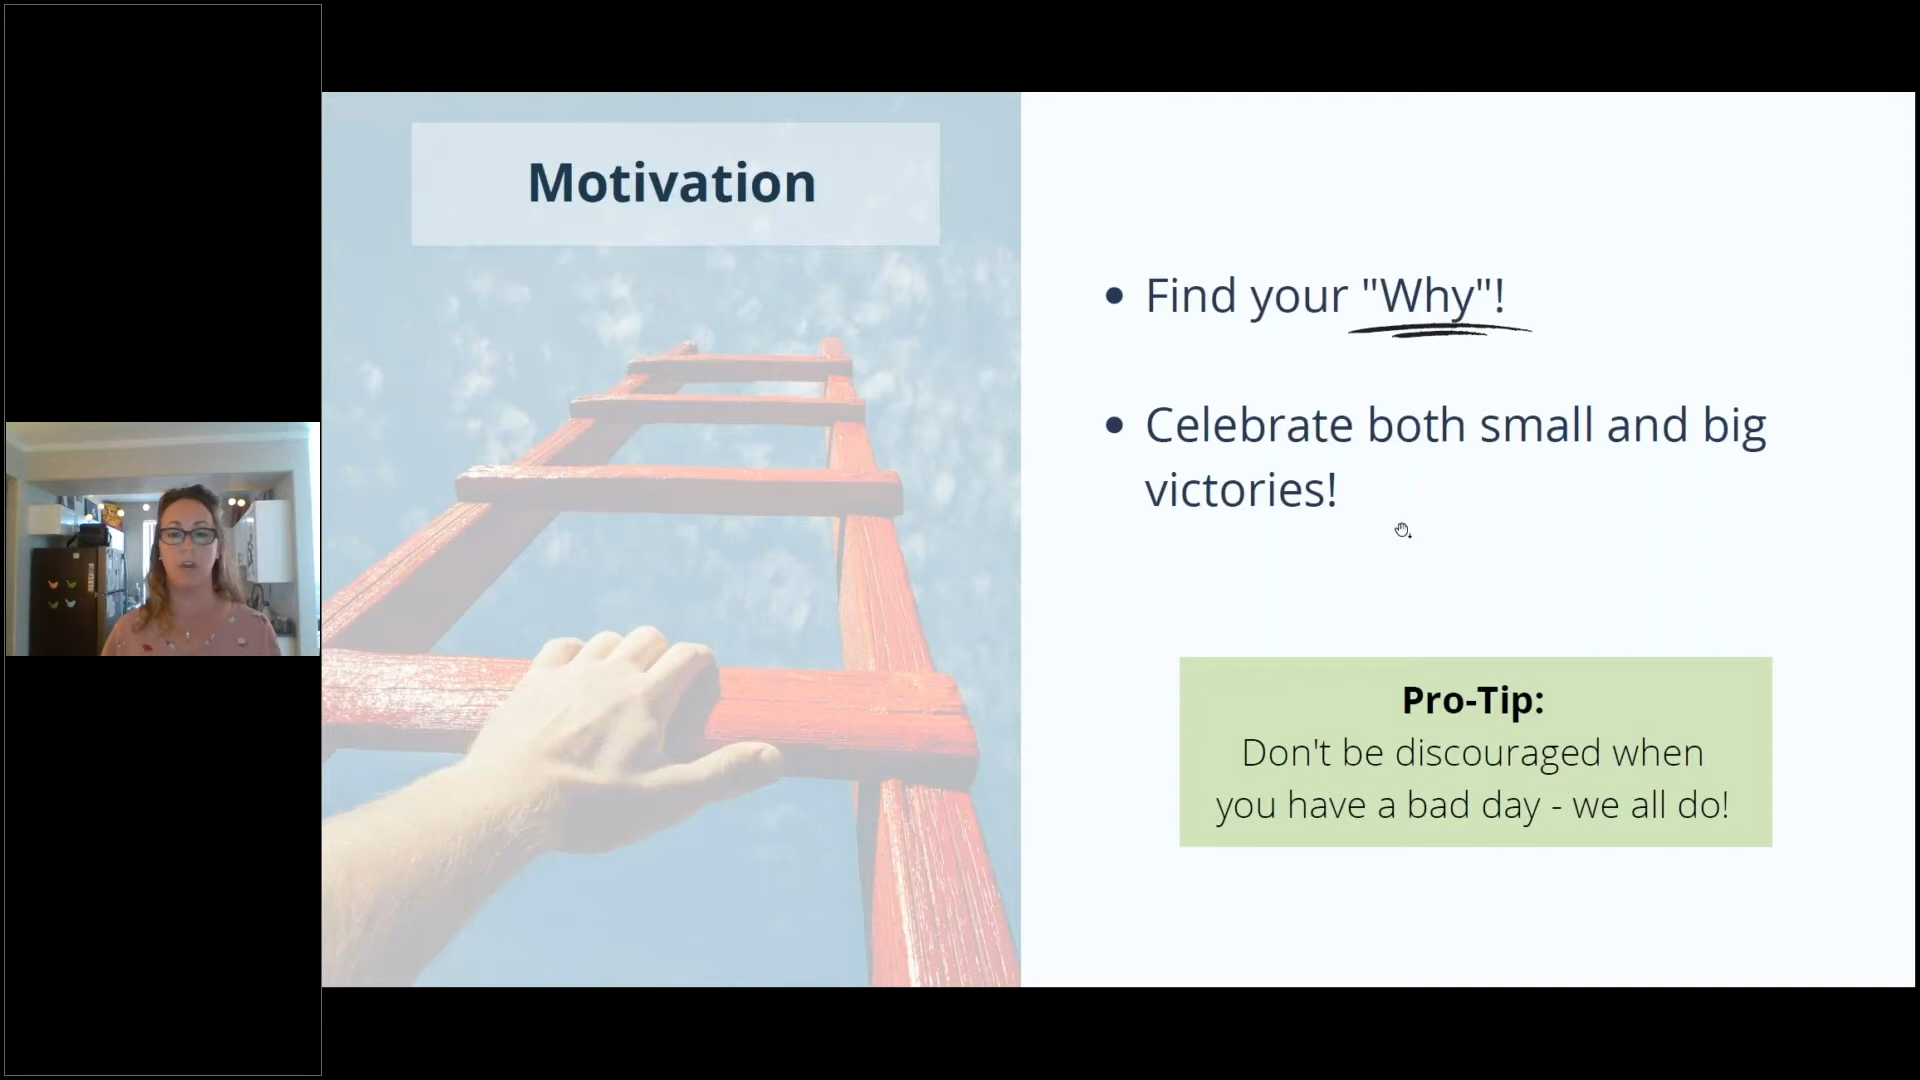 Motivation
• Find your "Why"!
• Celebrate both small and big
victories!
Pro-Tip:
Don't be discouraged when
you have a bad day - we all do!